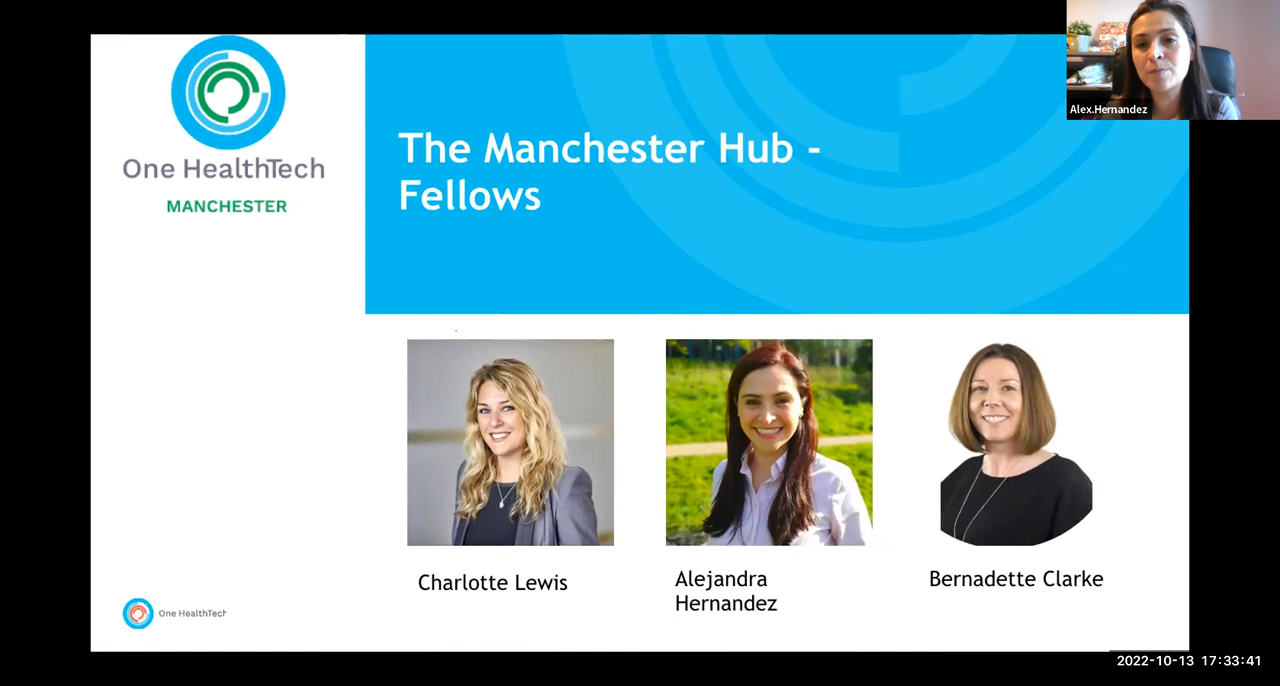 One HealthTech
MANCHESTER
The Manchester Hub -
Fellows
Alex.Hernandez
Charlotte Lewis
Alejandra
Hernandez
Bernadette Clarke
One HealthTech
2022-10-13 17:33:41